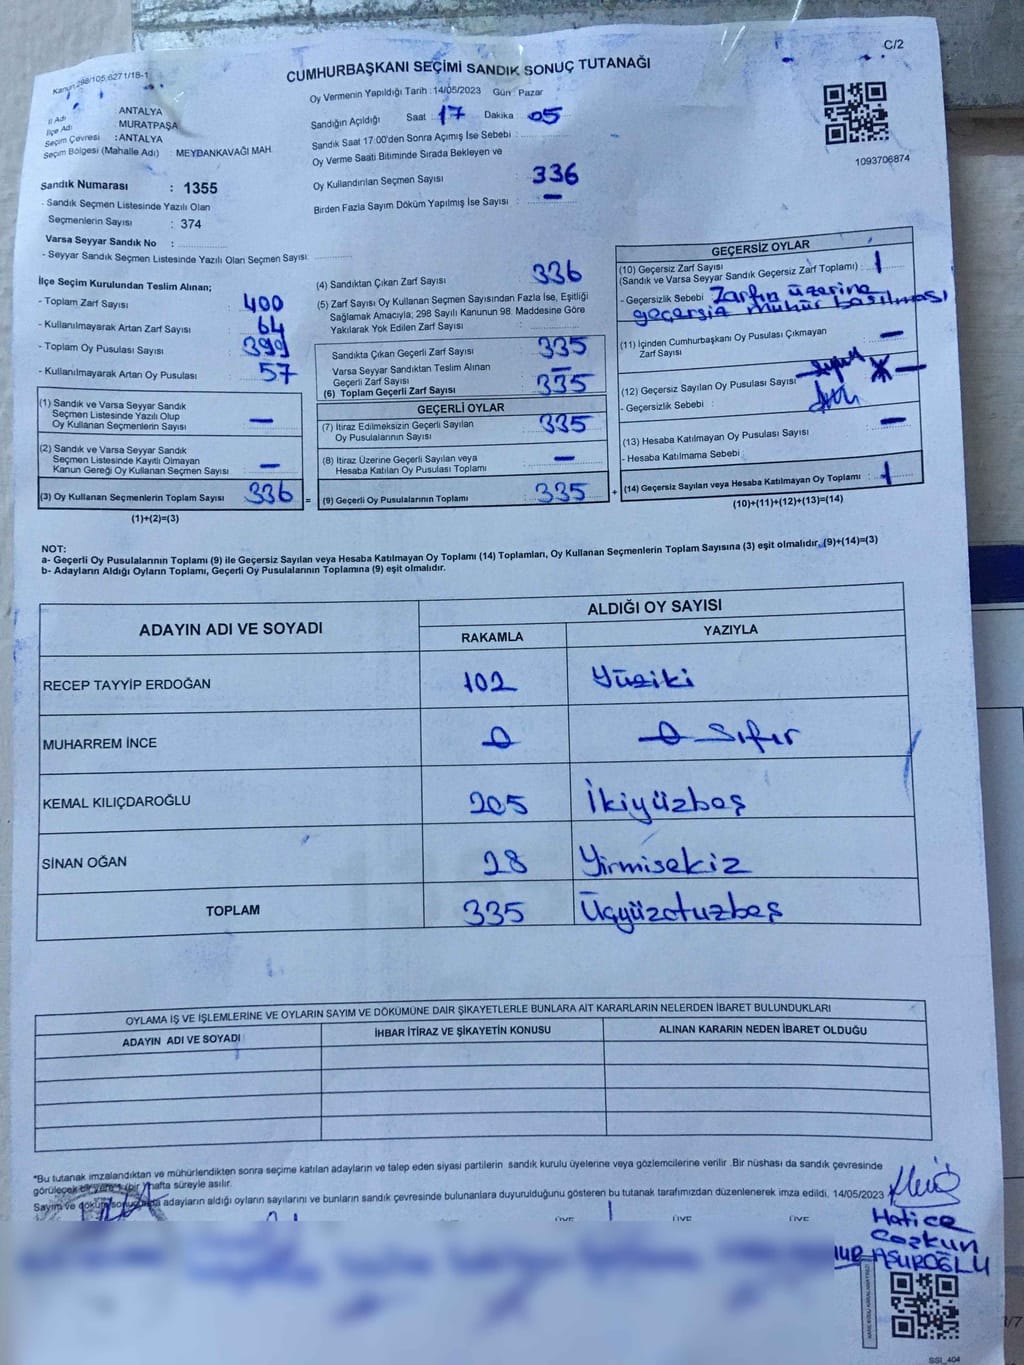 C/2
Kanun:298/105,6271/18-1
CUMHURBAŞKANI SEÇİMİ SANDIK SONUÇ TUTANAĞI
İl Adı ANTALYA
İlçe Adı MURATPAŞA
Seçim Çevresi : ANTALYA
Seçim Bölgesi (Mahalle Adı) MEYDANKAVAĞI MAH.
Oy Vermenin Yapıldığı Tarih : 14/05/2023 Gün : Pazar
Sandığın Açıldığı Saat : 17 Dakika : 05
Sandık Saat 17:00'den Sonra Açımış İse Sebebi :
Oy Verme Saati Bitiminde Sırada Bekleyen ve
Oy Kullandırılan Seçmen Sayısı : 336
Birden Fazla Sayım Döküm Yapılmış İse Sayısı : —
1093706874
Sandık Numarası : 1355
- Sandık Seçmen Listesinde Yazılı Olan
Seçmenlerin Sayısı : 374
Varsa Seyyar Sandık No :
- Seyyar Sandık Seçmen Listesinde Yazılı Olan Seçmen Sayısı:
İlçe Seçim Kurulundan Teslim Alınan;
- Toplam Zarf Sayısı : 400
- Kullanılmayarak Artan Zarf Sayısı : 64
- Toplam Oy Pusulası Sayısı : 399
- Kullanılmayarak Artan Oy Pusulası : 57
(1) Sandık ve Varsa Seyyar Sandık
Seçmen Listesinde Yazılı Olup
Oy Kullanan Seçmenlerin Sayısı —
(2) Sandık ve Varsa Seyyar Sandık
Seçmen Listesinde Kayıtlı Olmayan
Kanun Gereği Oy Kullanan Seçmen Sayısı —
(3) Oy Kullanan Seçmenlerin Toplam Sayısı 336 =
(1)+(2)=(3)
(4) Sandıktan Çıkan Zarf Sayısı : 336
(5) Zarf Sayısı Oy Kullanan Seçmen Sayısından Fazla İse, Eşitliği
Sağlamak Amacıyla; 298 Sayılı Kanunun 98. Maddesine Göre
Yakılarak Yok Edilen Zarf Sayısı :
Sandıkta Çıkan Geçerli Zarf Sayısı : 335
Varsa Seyyar Sandıktan Teslim Alınan
Geçerli Zarf Sayısı : —
(6) Toplam Geçerli Zarf Sayısı : 335
GEÇERLİ OYLAR
(7) İtiraz Edilmeksizin Geçerli Sayılan
Oy Pusulalarının Sayısı : 335
(8) İtiraz Üzerine Geçerli Sayılan veya
Hesaba Katılan Oy Pusulası Toplamı : —
(9) Geçerli Oy Pusulalarının Toplamı : 335 +
GEÇERSİZ OYLAR
(10) Geçersiz Zarf Sayısı
(Sandık ve Varsa Seyyar Sandık Geçersiz Zarf Toplamı) : 1
- Geçersizlik Sebebi : Zarfın üzerine
geçersiz mühür basılması
(11) İçinden Cumhurbaşkanı Oy Pusulası Çıkmayan
Zarf Sayısı —
(12) Geçersiz Sayılan Oy Pusulası Sayısı —
- Geçersizlik Sebebi :
(13) Hesaba Katılmayan Oy Pusulası Sayısı —
- Hesaba Katılmama Sebebi
(14) Geçersiz Sayılan veya Hesaba Katılmayan Oy Toplamı : 1
(10)+(11)+(12)+(13)=(14)
NOT:
a- Geçerli Oy Pusulalarının Toplamı (9) ile Geçersiz Sayılan veya Hesaba Katılmayan Oy Toplamı (14) Toplamları, Oy Kullanan Seçmenlerin Toplam Sayısına (3) eşit olmalıdır. (9)+(14)=(3)
b- Adayların Aldığı Oyların Toplamı, Geçerli Oy Pusulalarının Toplamına (9) eşit olmalıdır.
ADAYIN ADI VE SOYADI ALDIĞI OY SAYISI
RAKAMLA YAZIYLA
RECEP TAYYİP ERDOĞAN 102 Yüziki
MUHARREM İNCE 0 0 Sıfır
KEMAL KILIÇDAROĞLU 205 İkiyüzbeş
SİNAN OĞAN 28 Yirmisekiz
TOPLAM 335 Üçyüzotuzbeş
OYLAMA İŞ VE İŞLEMLERİNE VE OYLARIN SAYIM VE DÖKÜMÜNE DAİR ŞİKAYETLERLE BUNLARA AİT KARARLARIN NELERDEN İBARET BULUNDUKLARI
ADAYIN ADI VE SOYADI İHBAR İTİRAZ VE ŞİKAYETİN KONUSU ALINAN KARARIN NEDEN İBARET OLDUĞU
*Bu tutanak imzalandıktan ve mühürlendikten sonra seçime katılan adayların ve talep eden siyasi partilerin sandık kurulu üyelerine veya gözlemcilerine verilir .Bir nüshası da sandık çevresinde
görülecek bir yere 1 (bir) hafta süreyle asılır.
Sayım ve döküm sonucunda adayların aldığı oyların sayılarını ve bunların sandık çevresinde bulunanlara duyurulduğunu gösteren bu tutanak tarafımızdan düzenlenerek imza edildi. 14/05/2023
ÜYE ÜYE ÜYE
Hatice
Coşkun
AŞUROĞLU
SSI_404
1/7